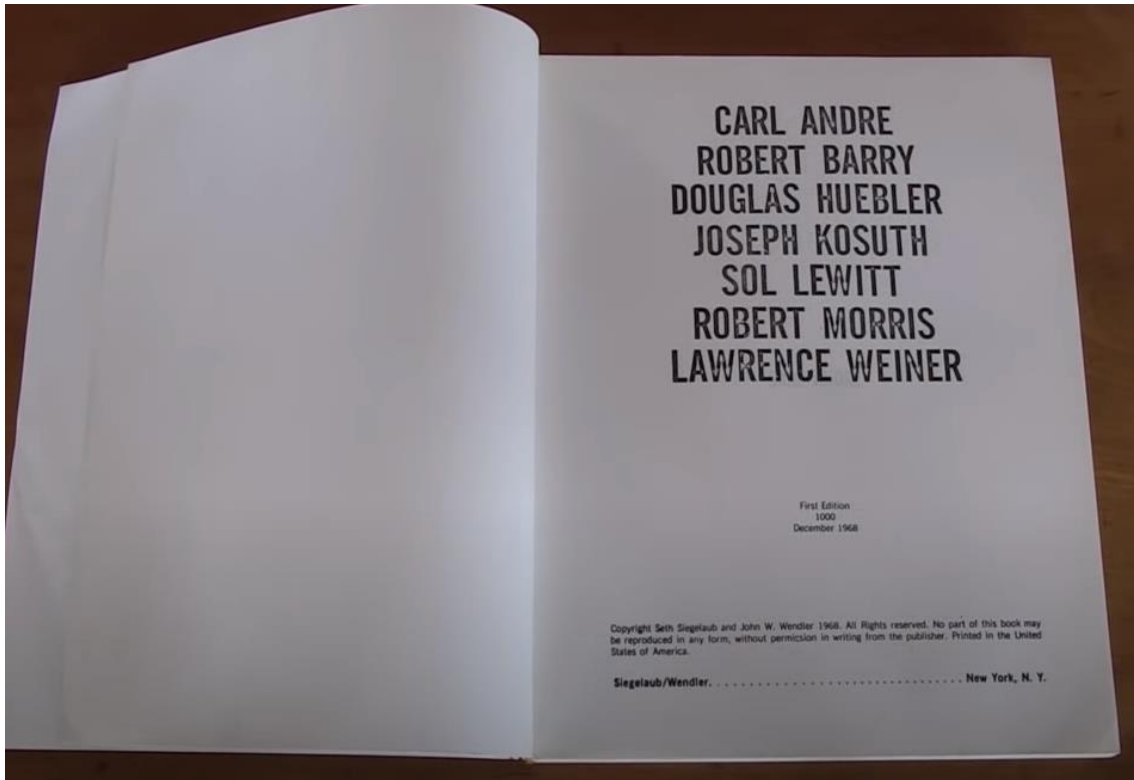 CARL ANDRE
ROBERT BARRY
DOUGLAS HUEBLER
JOSEPH KOSUTH
SOL LEWITT
ROBERT MORRIS
LAWRENCE WEINER
First Edition
1000
December 1968
Copyright Seth Siegelaub and John W. Wendler 1968. All Rights reserved. No part of this book may
be reproduced in any form, without permicsion in writing from the publisher. Printed in the United
States of America.
Siegelaub/Wendler. . . . . . . . . . . . . . . . . . . . . . . . . . . . . . . . New York, N. Y.